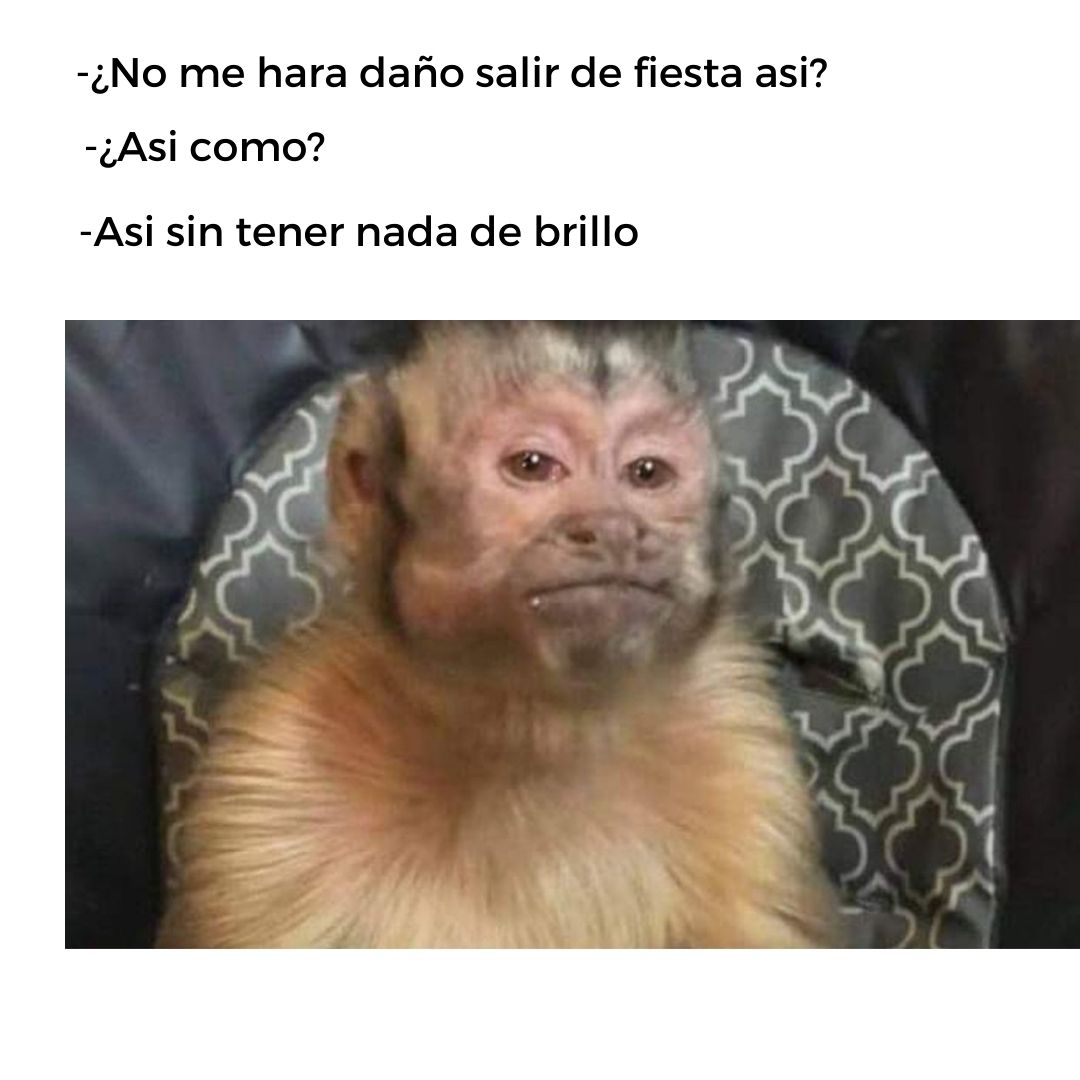 -¿No me hara daño salir de fiesta asi?
-¿Asi como?
-Asi sin tener nada de brillo